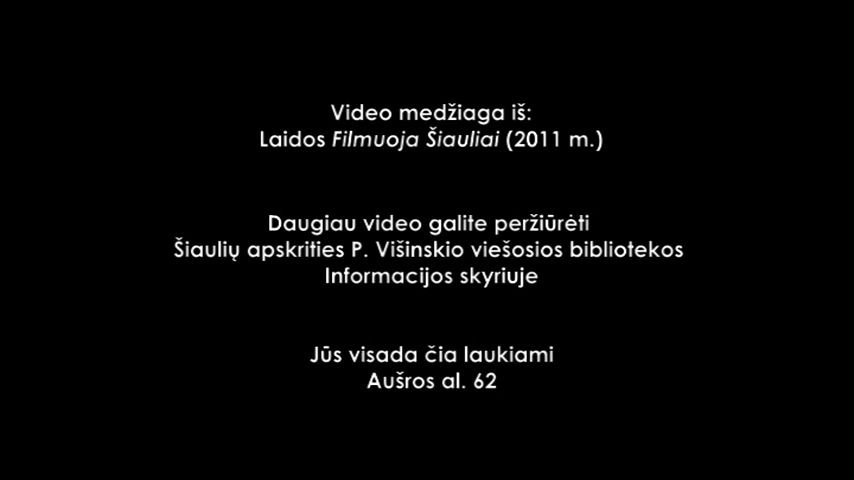 Video medžiaga iš:
Laidos Filmuoja Šiauliai (2011 m.)
Daugiau video galite peržiūrėti
Šiaulių apskrities P. Višinskio viešosios bibliotekos
Informacijos skyriuje
Jūs visada čia laukiami
Aušros al. 62